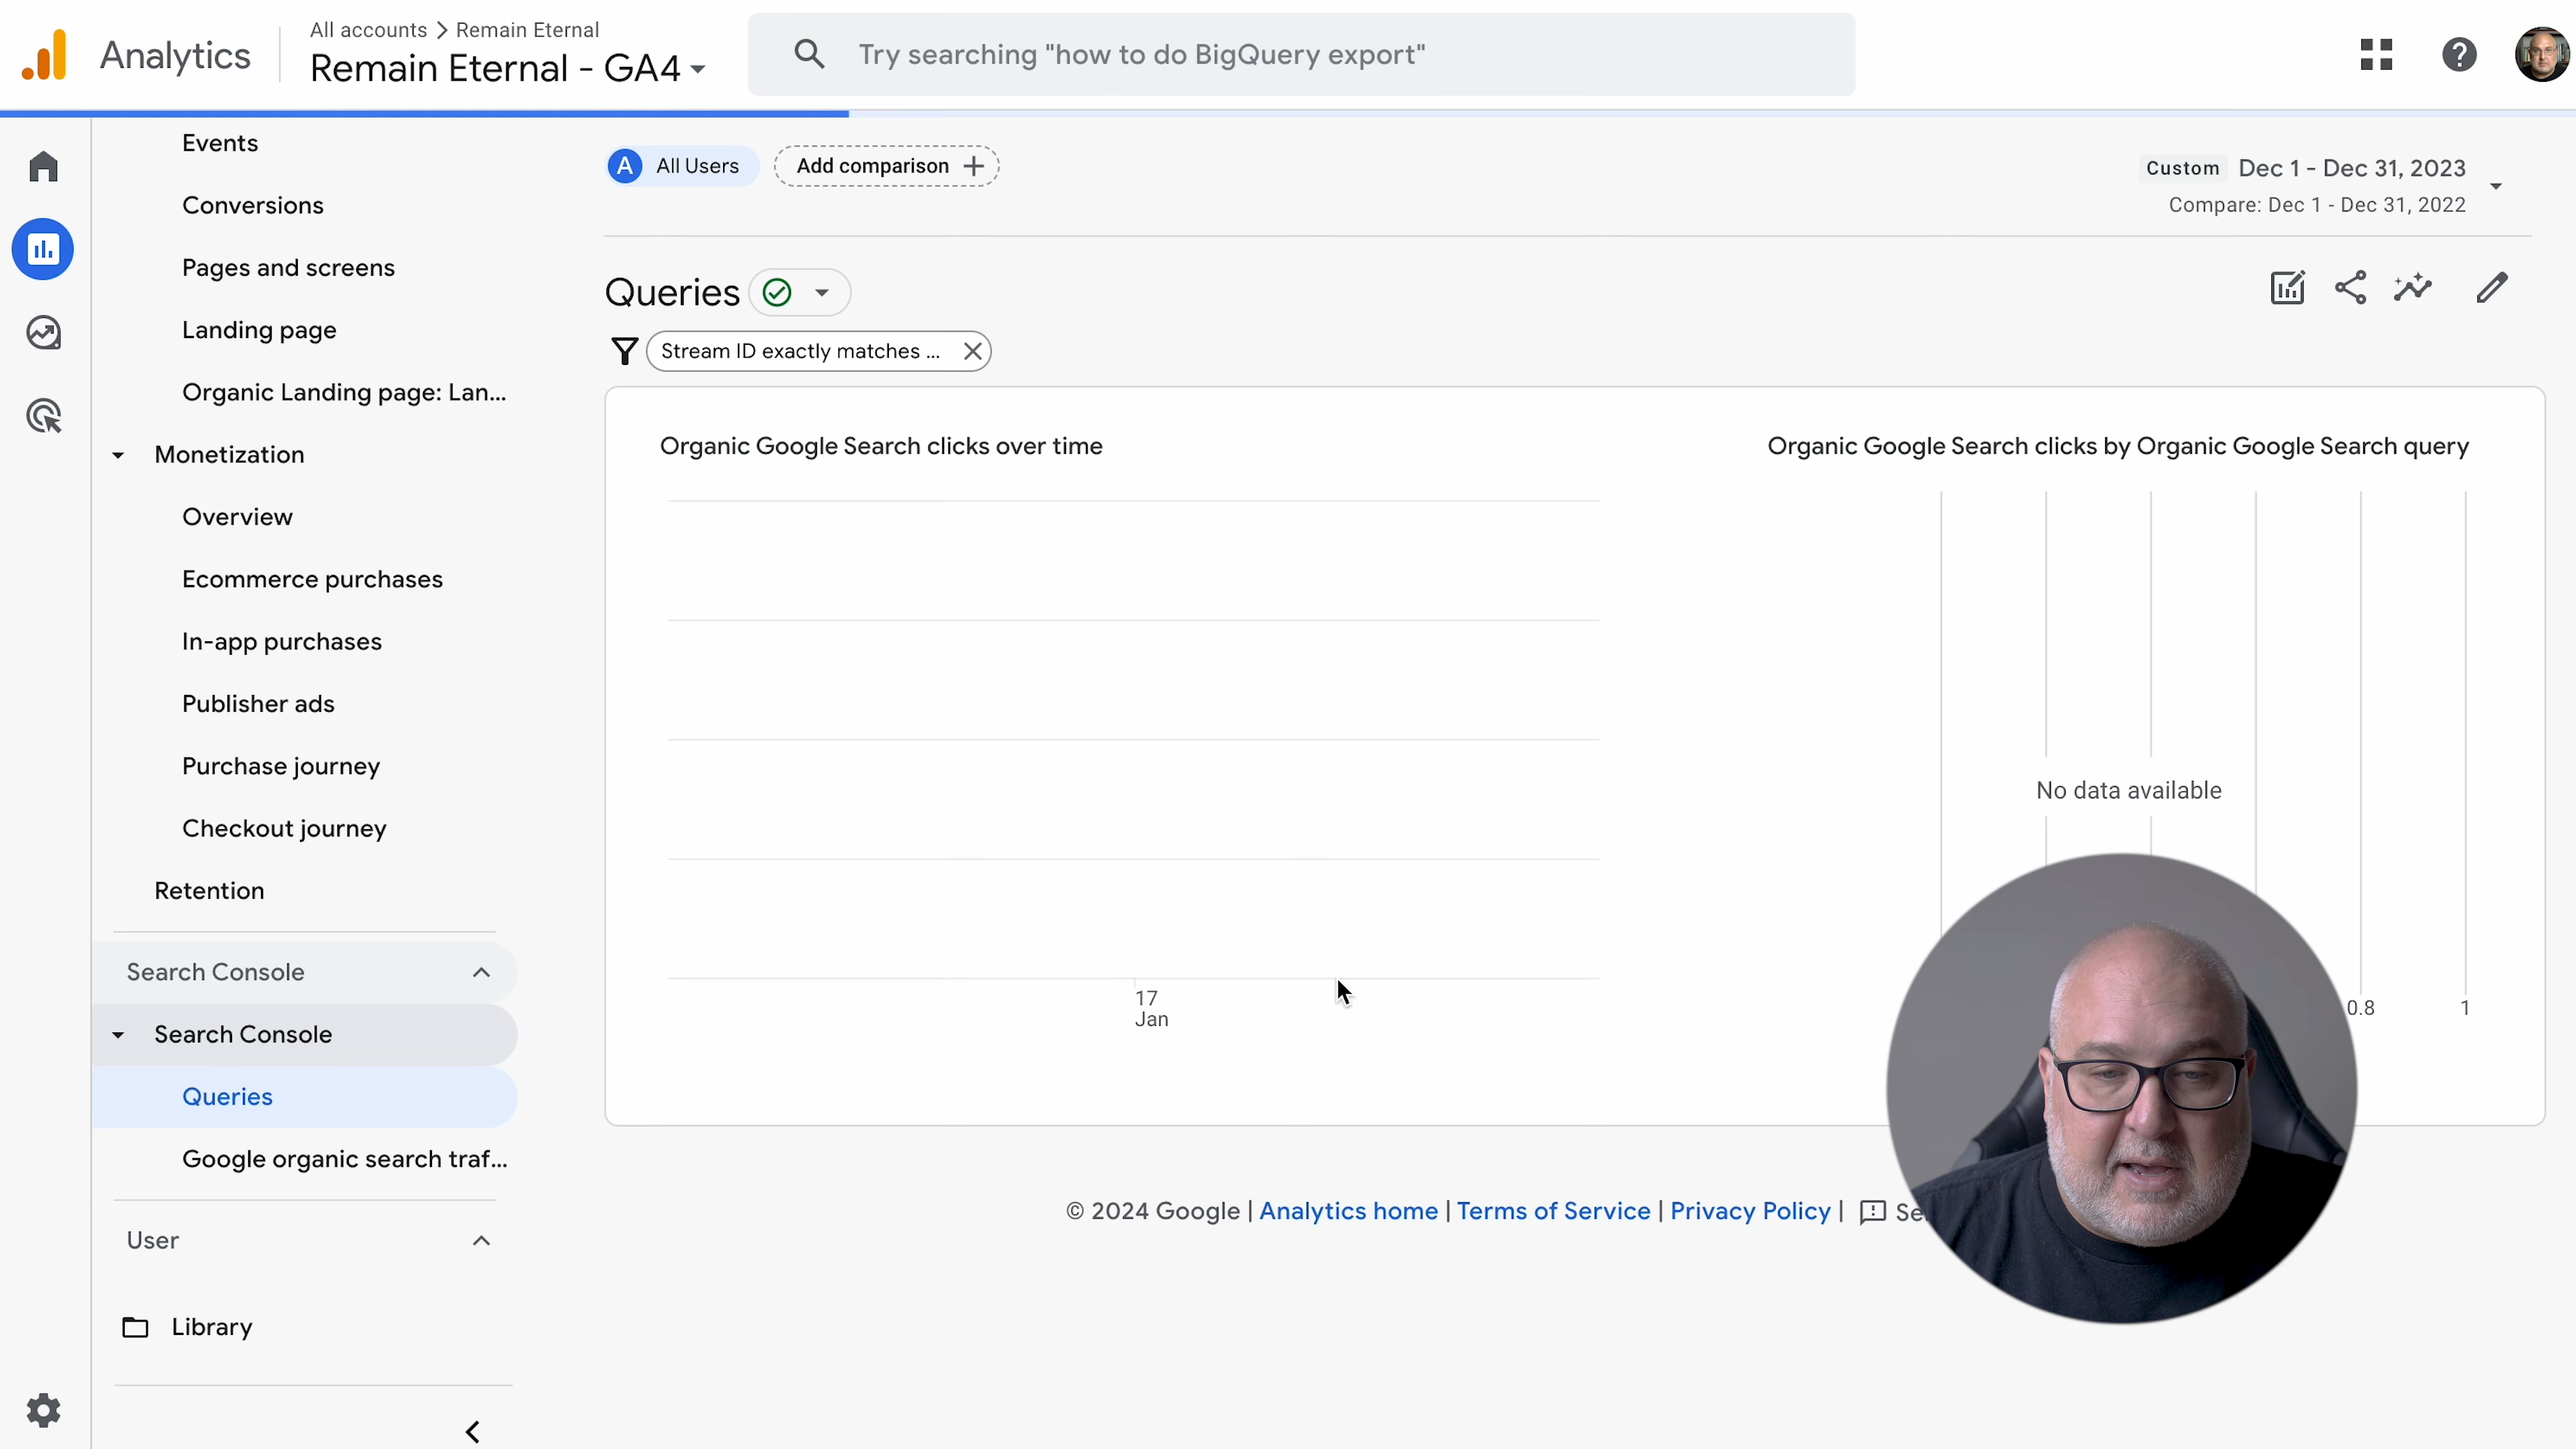 Analytics
All accounts > Remain Eternal
Remain Eternal - GA4
Try searching "how to do BigQuery export"
Events
Conversions
Pages and screens
Landing page
Organic Landing page: Lan...
Monetization
Overview
Ecommerce purchases
In-app purchases
Publisher ads
Purchase journey
Checkout journey
Retention
Search Console
Search Console
Queries
Google organic search traf...
User
Library
A All Users
Add comparison +
Custom Dec 1 - Dec 31, 2023
Compare: Dec 1 - Dec 31, 2022
Queries
Stream ID exactly matches ...
Organic Google Search clicks over time
17
Jan
Organic Google Search clicks by Organic Google Search query
No data available
0.8 1
© 2024 Google | Analytics home | Terms of Service | Privacy Policy |